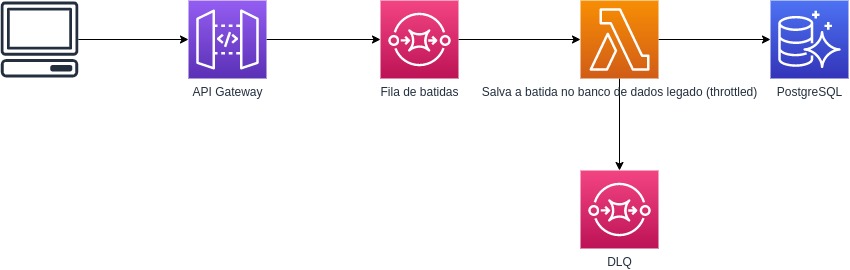 API Gateway
Fila de batidas
Salva a batida no banco de dados legado (throttled)
PostgreSQL
DLQ